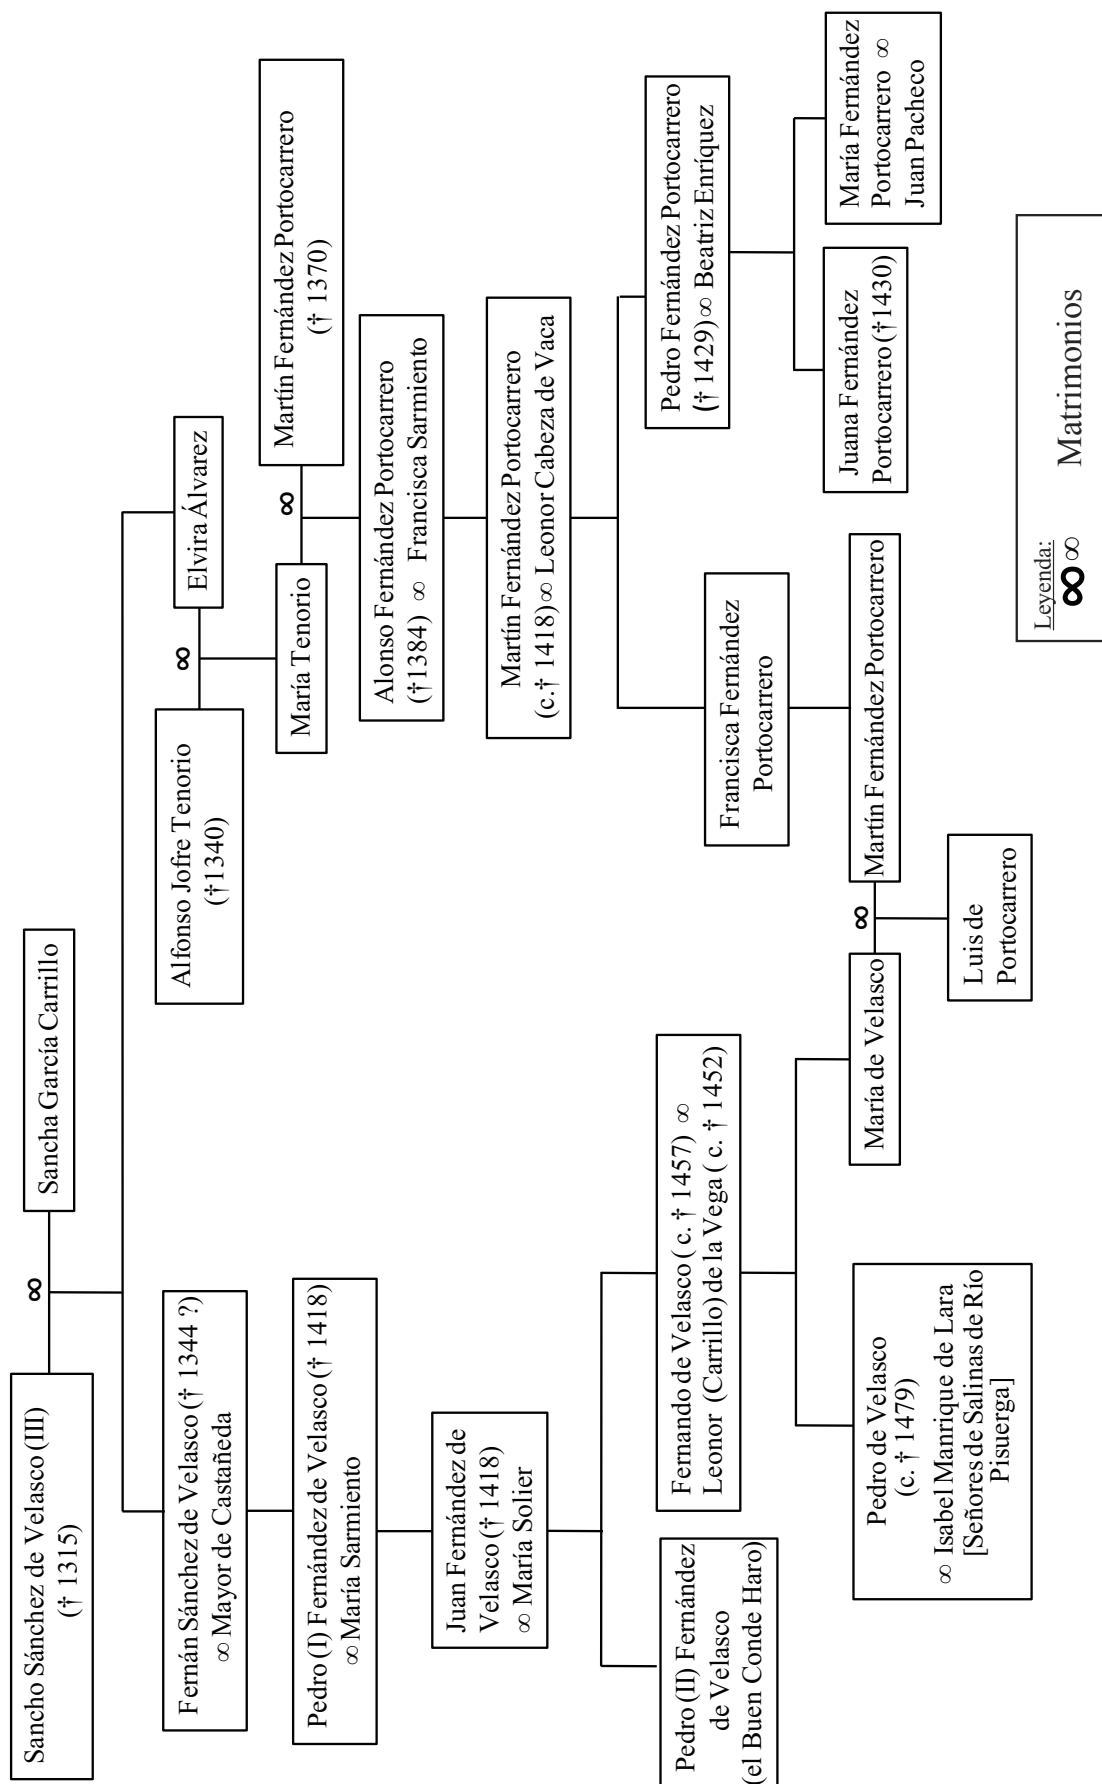 Sancho Sánchez de Velasco (III)
(† 1315)
∞
Sancha García Carrillo
Fernán Sánchez de Velasco († 1344 ?)
∞ Mayor de Castañeda
Alfonso Jofre Tenorio
(†1340)
∞
Elvira Álvarez
Pedro (I) Fernández de Velasco († 1418)
∞ María Sarmiento
María Tenorio
∞
Martín Fernández Portocarrero
(† 1370)
Juan Fernández de
Velasco († 1418)
∞ María Solier
Alonso Fernández Portocarrero
(†1384) ∞ Francisca Sarmiento
Martín Fernández Portocarrero
(c.† 1418)∞ Leonor Cabeza de Vaca
Pedro (II) Fernández
de Velasco
(el Buen Conde Haro)
Fernando de Velasco ( c. † 1457) ∞
Leonor (Carrillo) de la Vega ( c. † 1452)
Francisca Fernández
Portocarrero
Pedro Fernández Portocarrero
(† 1429)∞ Beatriz Enríquez
Pedro de Velasco
(c. † 1479)
∞ Isabel Manrique de Lara
[Señores de Salinas de Río
Pisuerga]
María de Velasco
∞
Martín Fernández Portocarrero
Juana Fernández
Portocarrero (†1430)
María Fernández
Portocarrero ∞
Juan Pacheco
Luis de
Portocarrero
Leyenda:
∞ ∞ Matrimonios